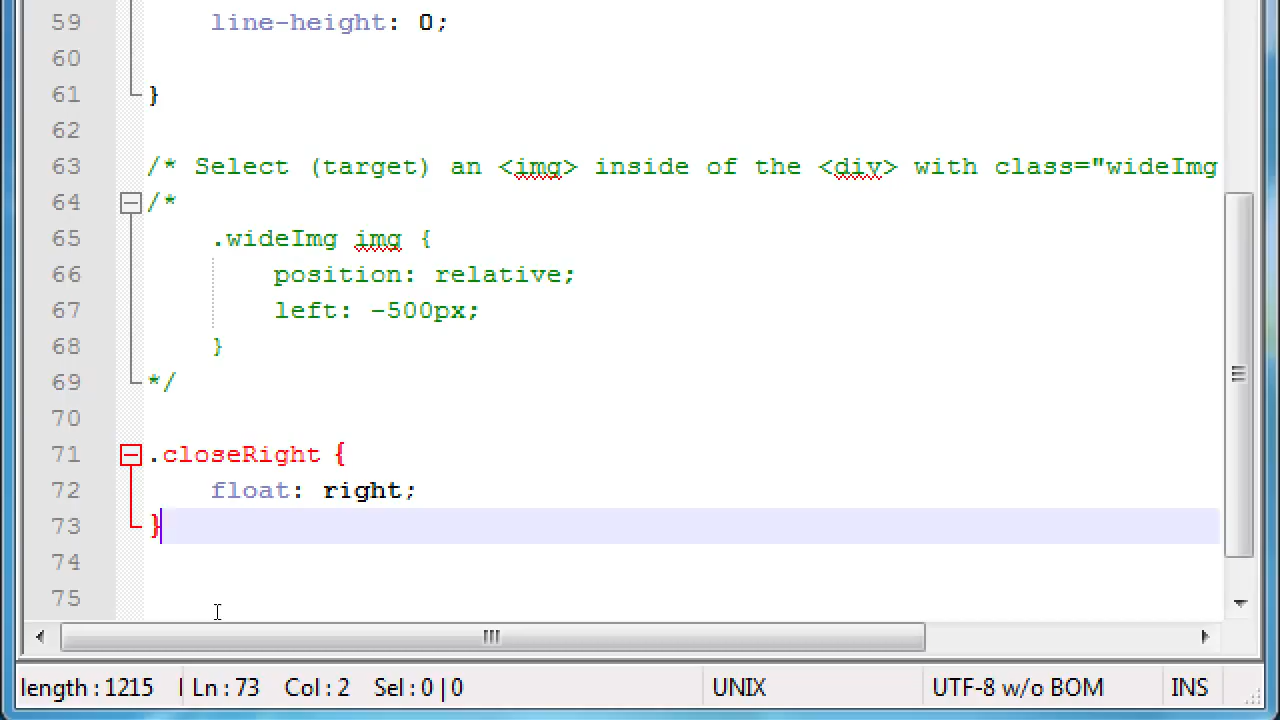 59 line-height: 0;
60
61 }
62
63 /* Select (target) an <img> inside of the <div> with class="wideImg
64 /*
65 .wideImg img {
66 position: relative;
67 left: -500px;
68 }
69 */
70
71 .closeRight {
72 float: right;
73 }
74
75
length : 1215 Ln : 73 Col : 2 Sel : 0 | 0 UNIX UTF-8 w/o BOM INS